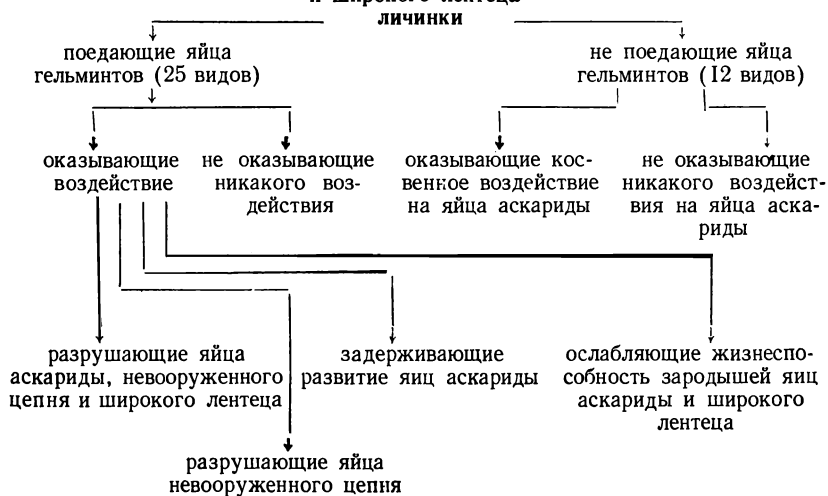 и широкого лентеца
личинки
поедающие яйца
гельминтов (25 видов)
не поедающие яйца
гельминтов (12 видов)
оказывающие
воздействие
не оказывающие
никакого воз-
действия
оказывающие кос-
венное воздействие
на яйца аскариды
не оказывающие
никакого воздейст-
вия на яйца аска-
риды
разрушающие яйца
аскариды, невооруженного
цепня и широкого лентеца
задерживающие
развитие яиц аскариды
ослабляющие жизнеспо-
собность зародышей яиц
аскариды и широкого
лентеца
разрушающие яйца
невооруженного цепня